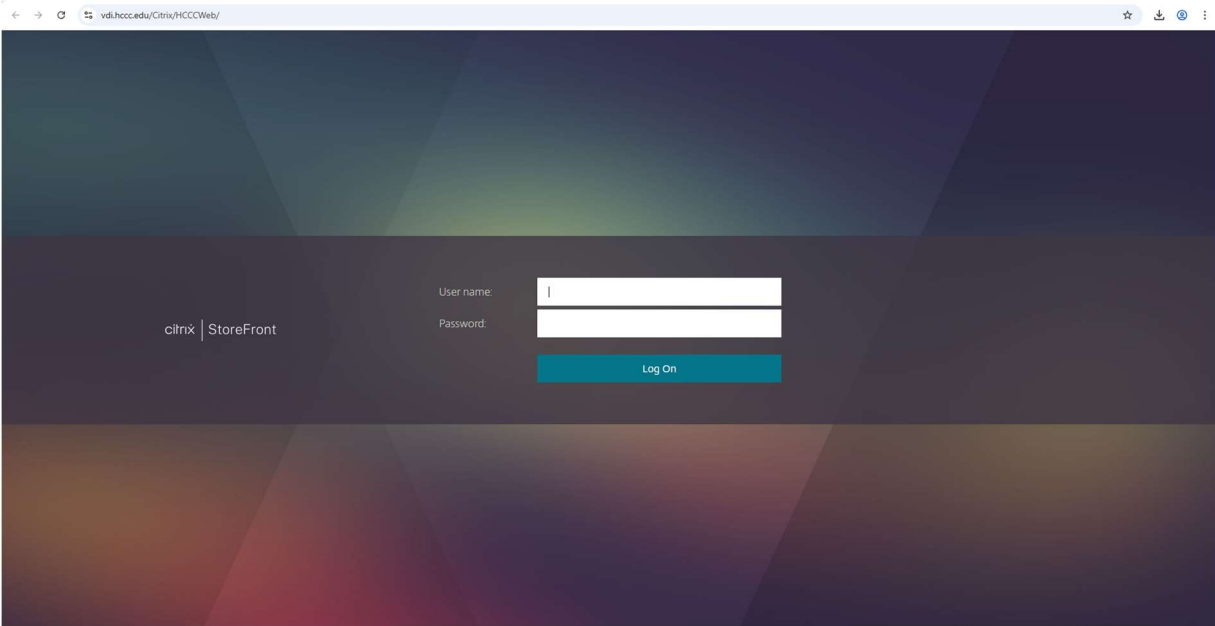 vdi.hccc.edu/Citrix/HCCCWeb/
User name:
Password:
citrix | StoreFront
Log On